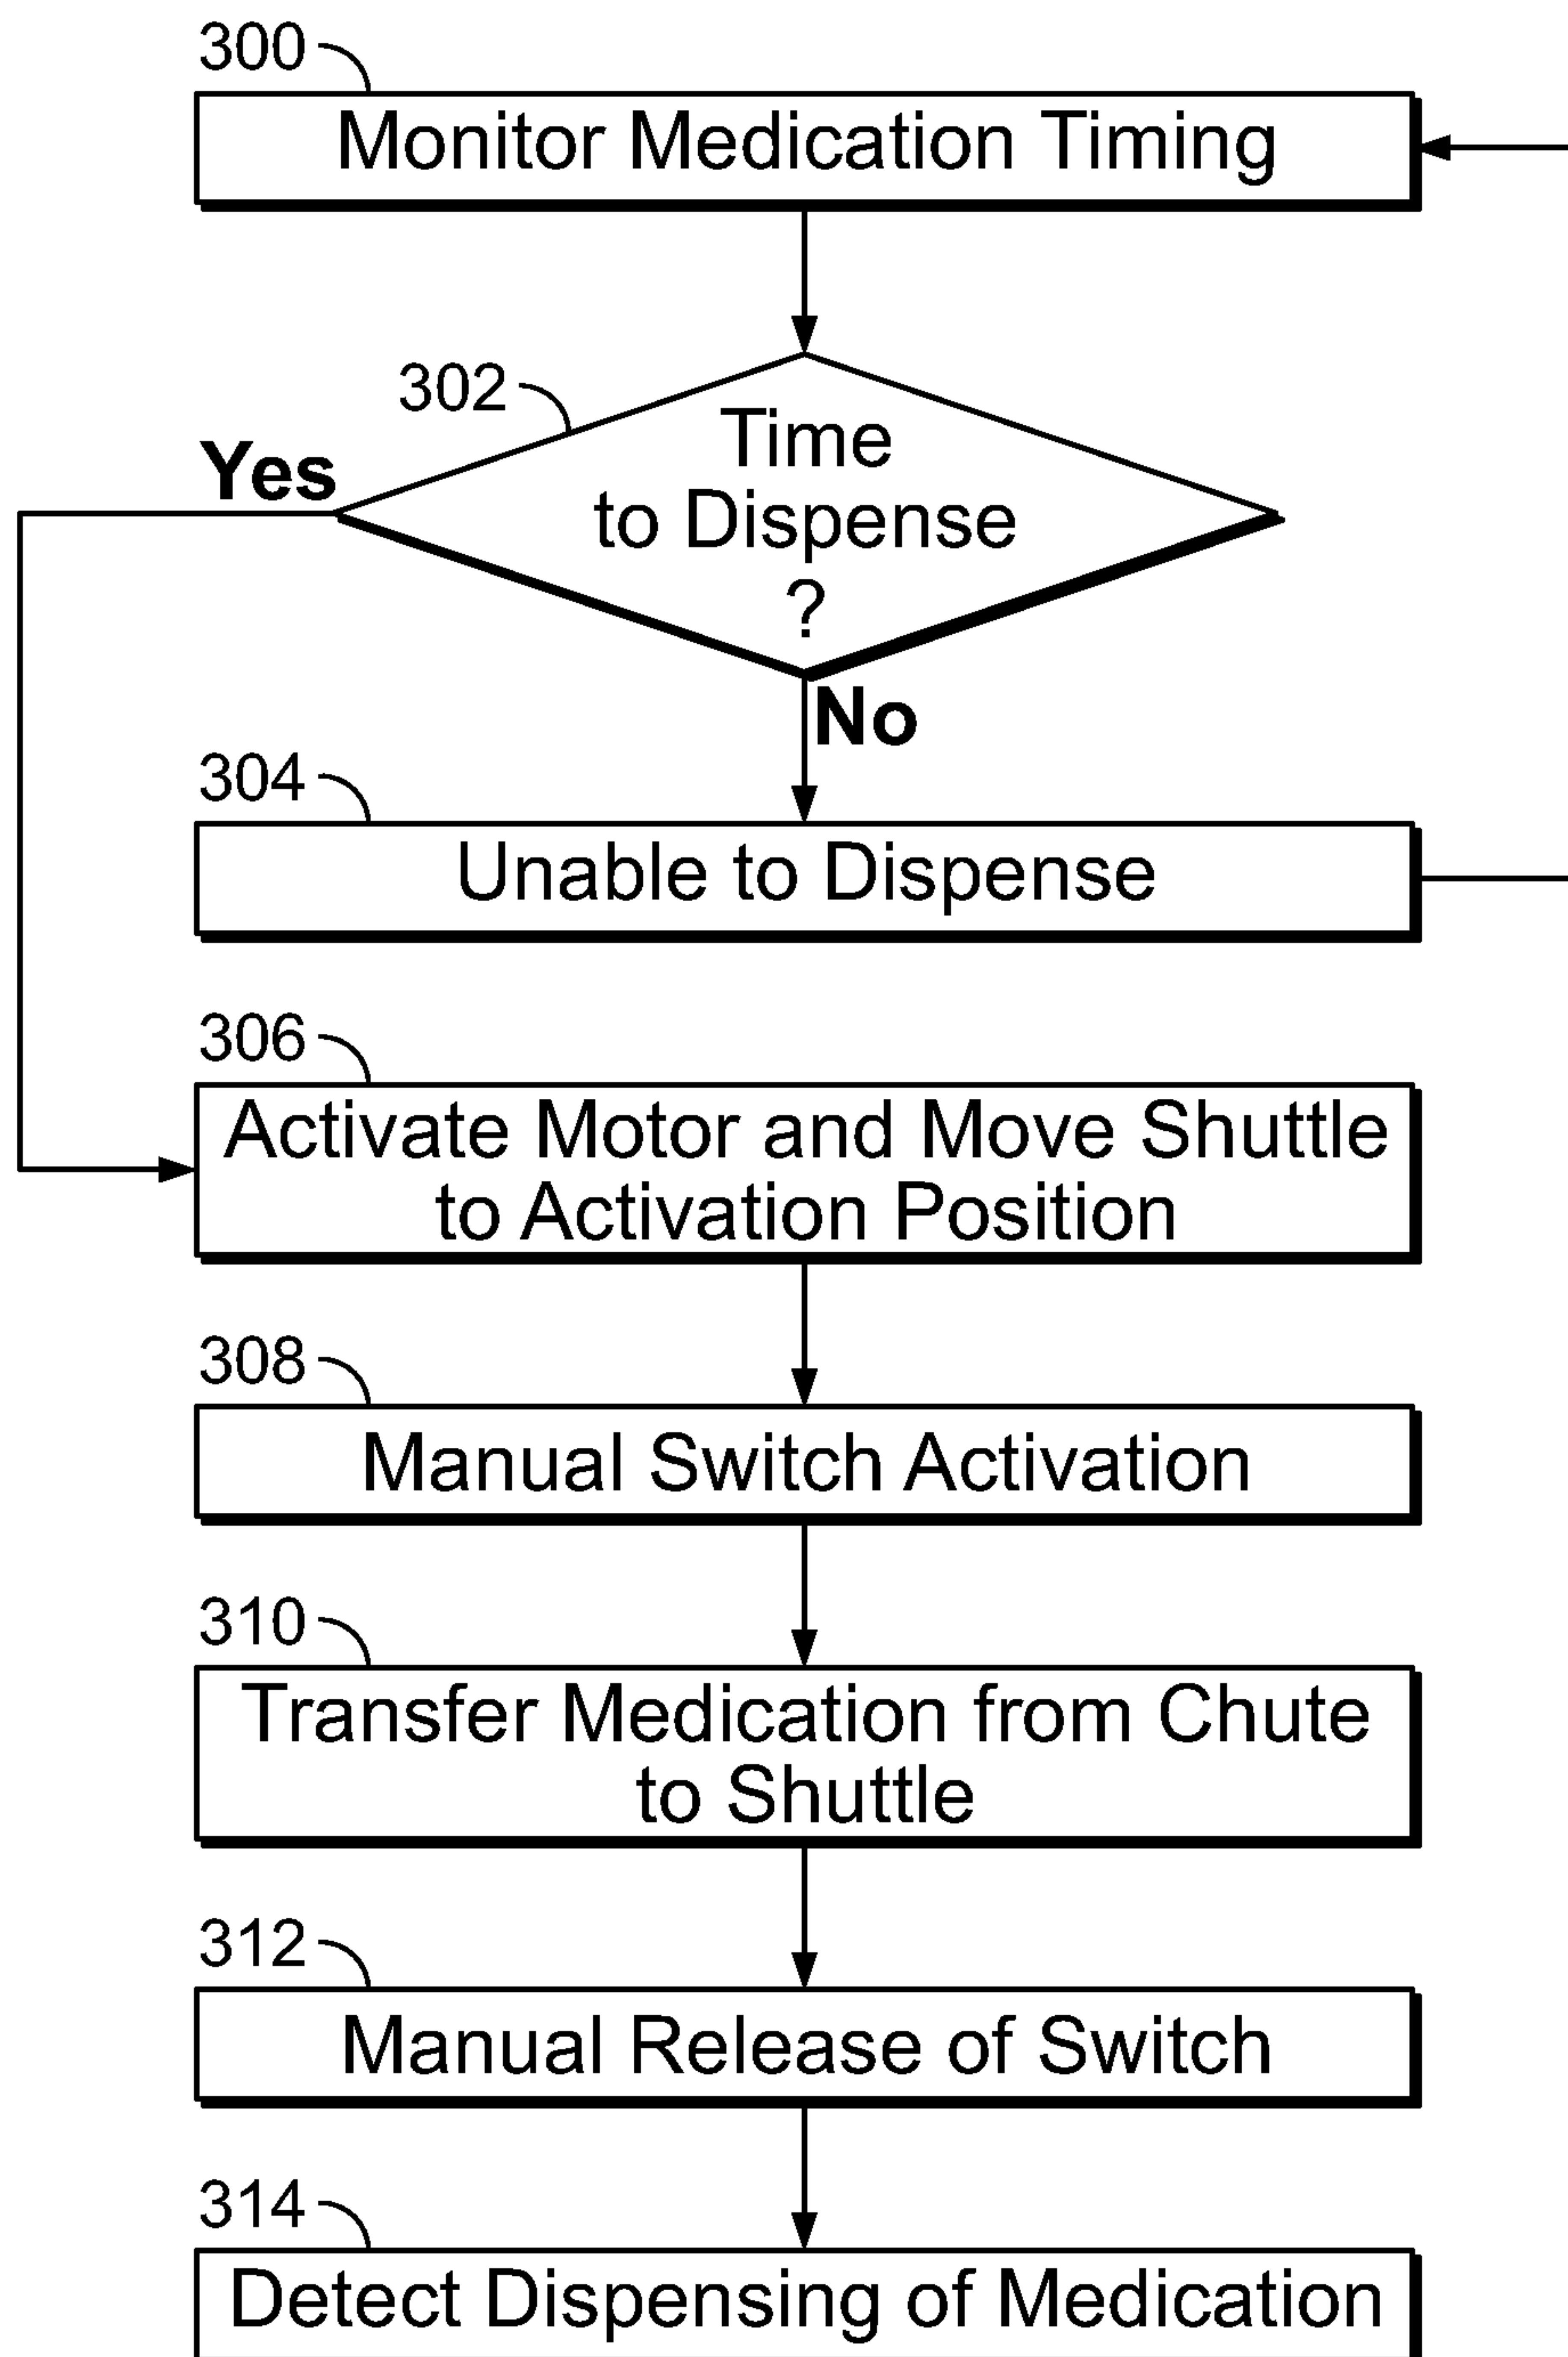 300
Monitor Medication Timing
302
Time
to Dispense
?
Yes
No
304
Unable to Dispense
306
Activate Motor and Move Shuttle
to Activation Position
308
Manual Switch Activation
310
Transfer Medication from Chute
to Shuttle
312
Manual Release of Switch
314
Detect Dispensing of Medication